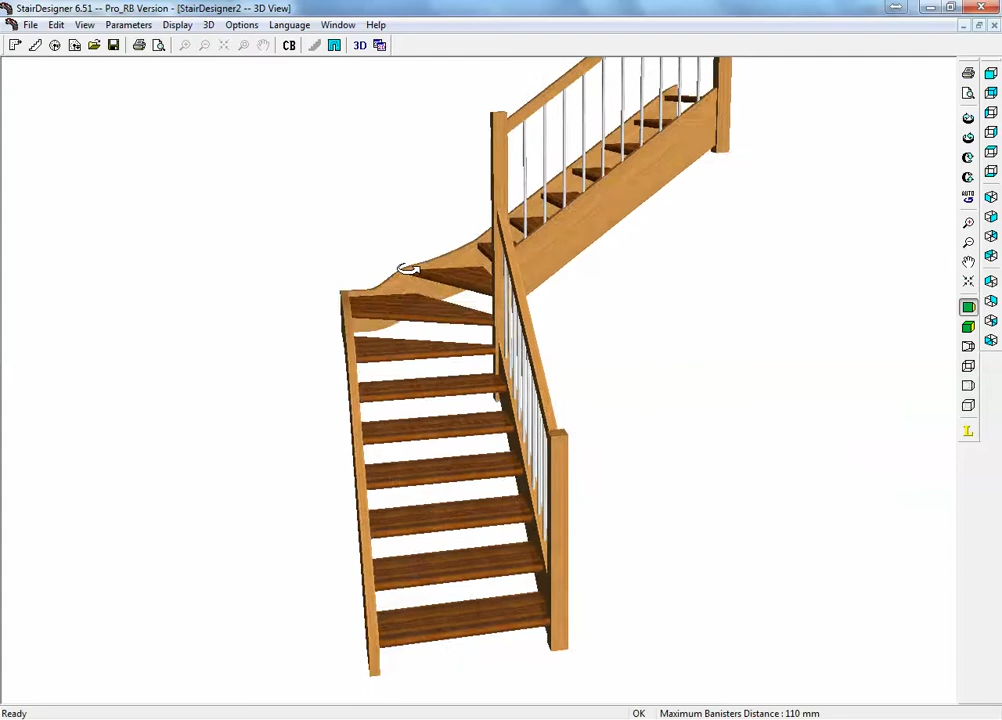 StairDesigner 6.51 -- Pro_RB Version - [StairDesigner2 -- 3D View]
File Edit View Parameters Display 3D Options Language Window Help
CB 3D
AUTO
L
Ready OK Maximum Banisters Distance : 110 mm